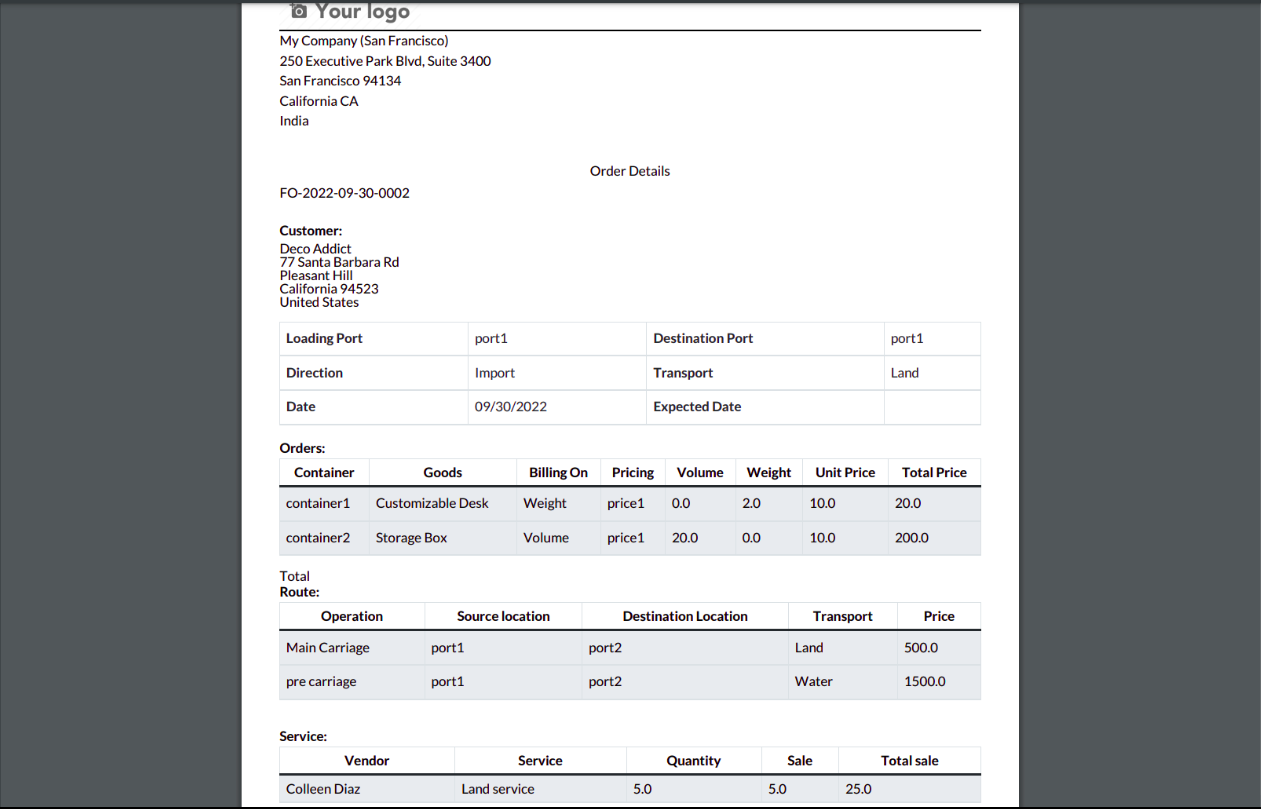 Your logo
My Company (San Francisco)
250 Executive Park Blvd, Suite 3400
San Francisco 94134
California CA
India
Order Details
FO-2022-09-30-0002
Customer:
Deco Addict
77 Santa Barbara Rd
Pleasant Hill
California 94523
United States
Loading Port port1 Destination Port port1
Direction Import Transport Land
Date 09/30/2022 Expected Date
Orders:
Container Goods Billing On Pricing Volume Weight Unit Price Total Price
container1 Customizable Desk Weight price1 0.0 2.0 10.0 20.0
container2 Storage Box Volume price1 20.0 0.0 10.0 200.0
Total
Route:
Operation Source location Destination Location Transport Price
Main Carriage port1 port2 Land 500.0
pre carriage port1 port2 Water 1500.0
Service:
Vendor Service Quantity Sale Total sale
Colleen Diaz Land service 5.0 5.0 25.0